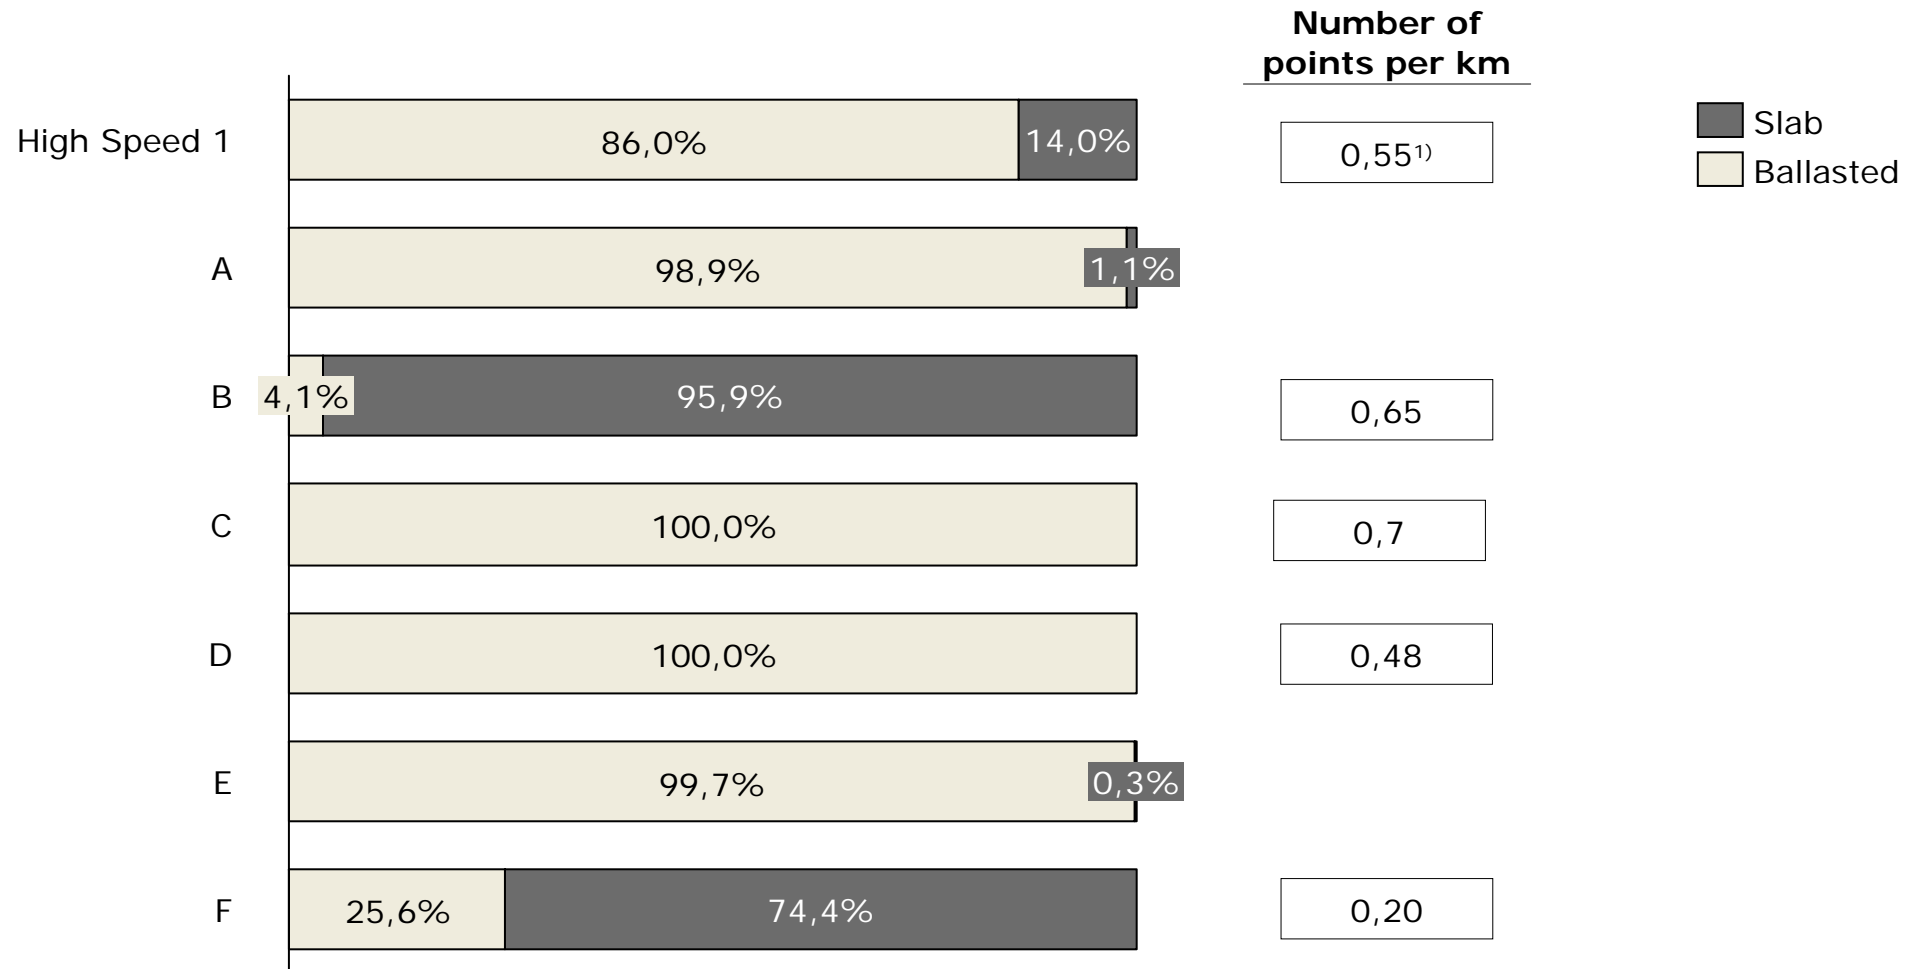 Number of
points per km
High Speed 1 86,0% 14,0% 0,55¹⁾
Slab
Ballasted
A 98,9% 1,1%
B 4,1% 95,9% 0,65
C 100,0% 0,7
D 100,0% 0,48
E 99,7% 0,3%
F 25,6% 74,4% 0,20